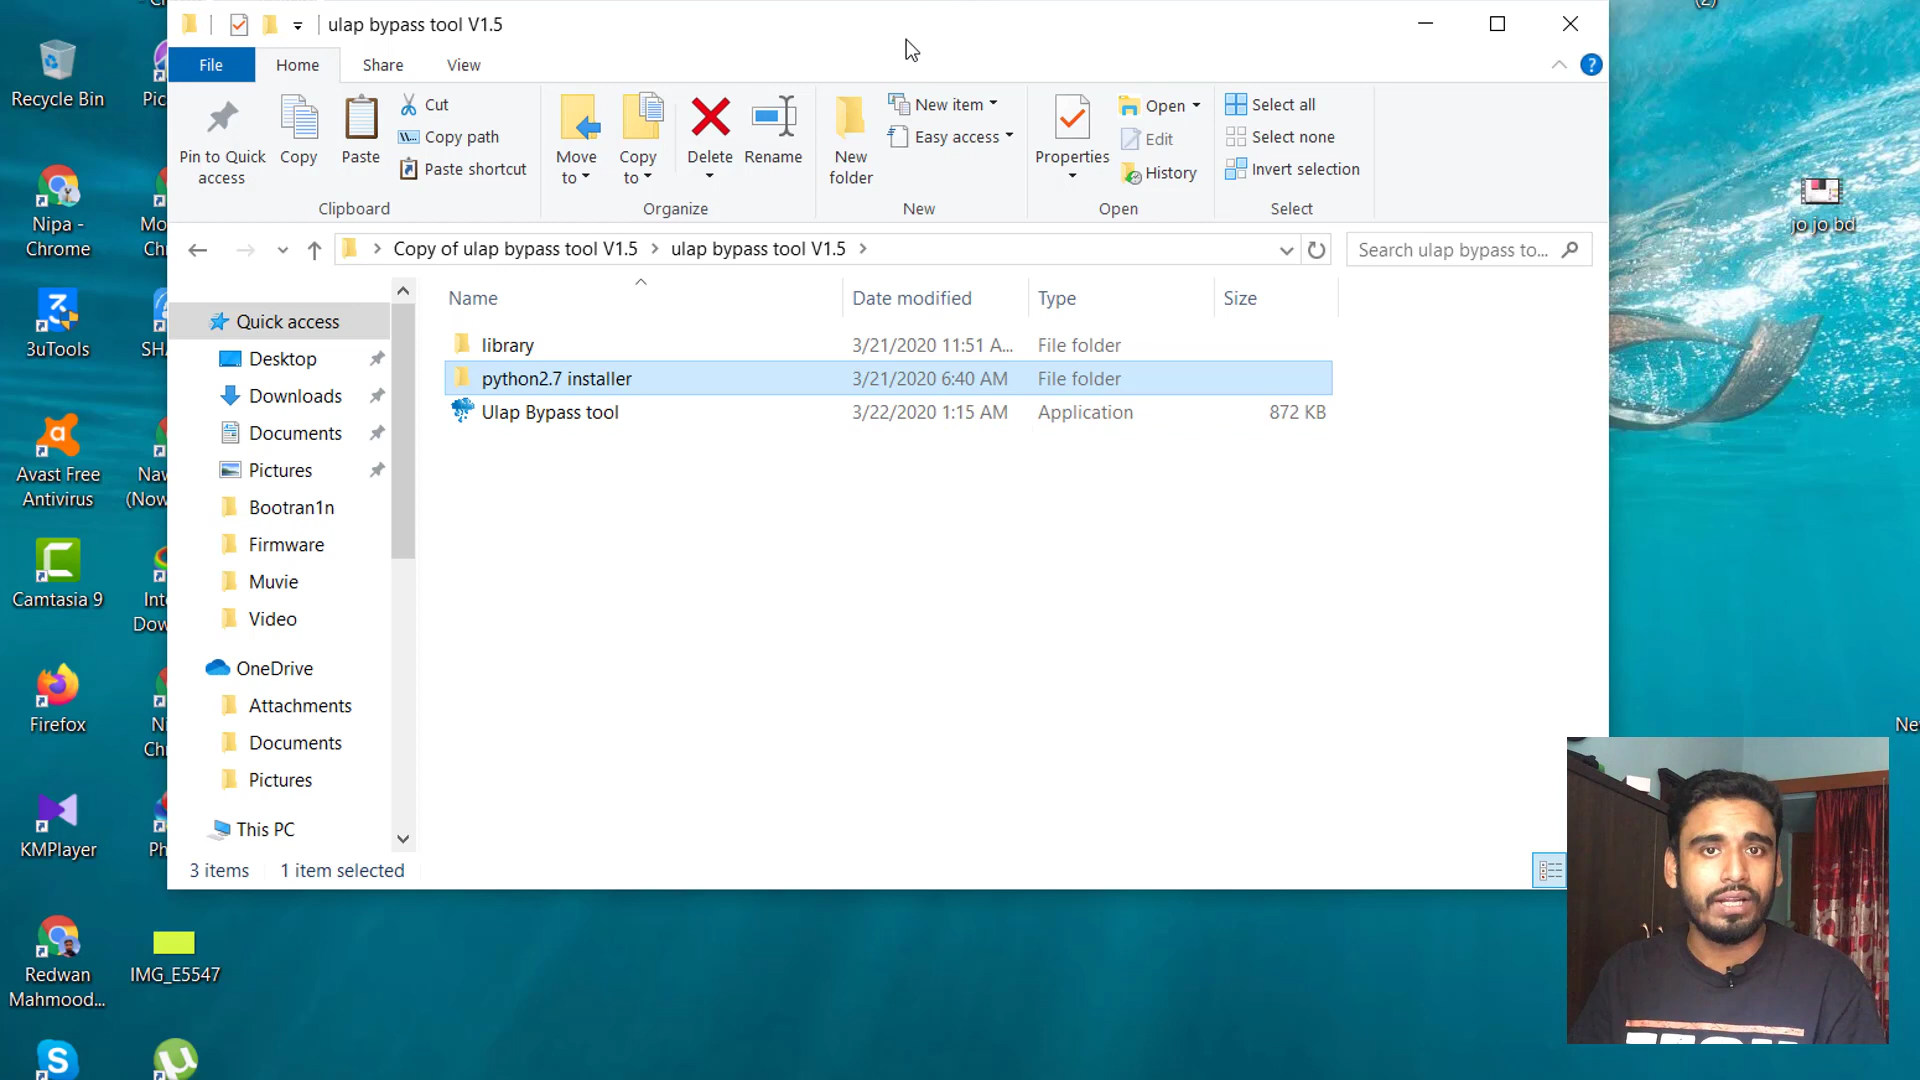 ulap bypass tool V1.5
File
Home
Share
View
Pin to Quick access
Copy
Paste
Cut
Copy path
Paste shortcut
Clipboard
Move to
Copy to
Delete
Rename
Organize
New folder
New item
Easy access
New
Properties
Open
Edit
History
Open
Select all
Select none
Invert selection
Select
Copy of ulap bypass tool V1.5
ulap bypass tool V1.5
Search ulap bypass to...
Name
Date modified
Type
Size
library
3/21/2020 11:51 A...
File folder
python2.7 installer
3/21/2020 6:40 AM
File folder
Ulap Bypass tool
3/22/2020 1:15 AM
Application
872 KB
Quick access
Desktop
Downloads
Documents
Pictures
Bootran1n
Firmware
Muvie
Video
OneDrive
Attachments
Documents
Pictures
This PC
3 items
1 item selected
Recycle Bin
Nipa -
Chrome
3uTools
Avast Free
Antivirus
Camtasia 9
Firefox
KMPlayer
Redwan
Mahmood...
IMG_E5547
jo jo bd